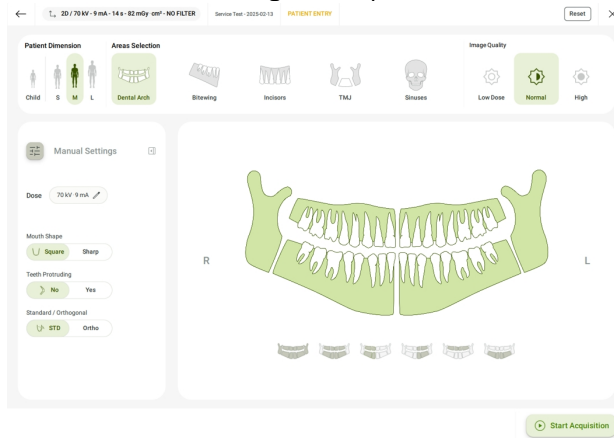 2D / 70 kV - 9 mA - 14 s - 82 mGy cm² - NO FILTER
Service Test - 2025-02-13
PATIENT ENTRY
Reset
Patient Dimension
Areas Selection
Image Quality
Child
S
M
L
Dental Arch
Bitewing
Incisors
TMJ
Sinuses
Low Dose
Normal
High
Manual Settings
Dose
70 kV 9 mA
Mouth Shape
Square
Sharp
Teeth Protruding
No
Yes
Standard / Orthogonal
STD
Ortho
R
L
Start Acquisition